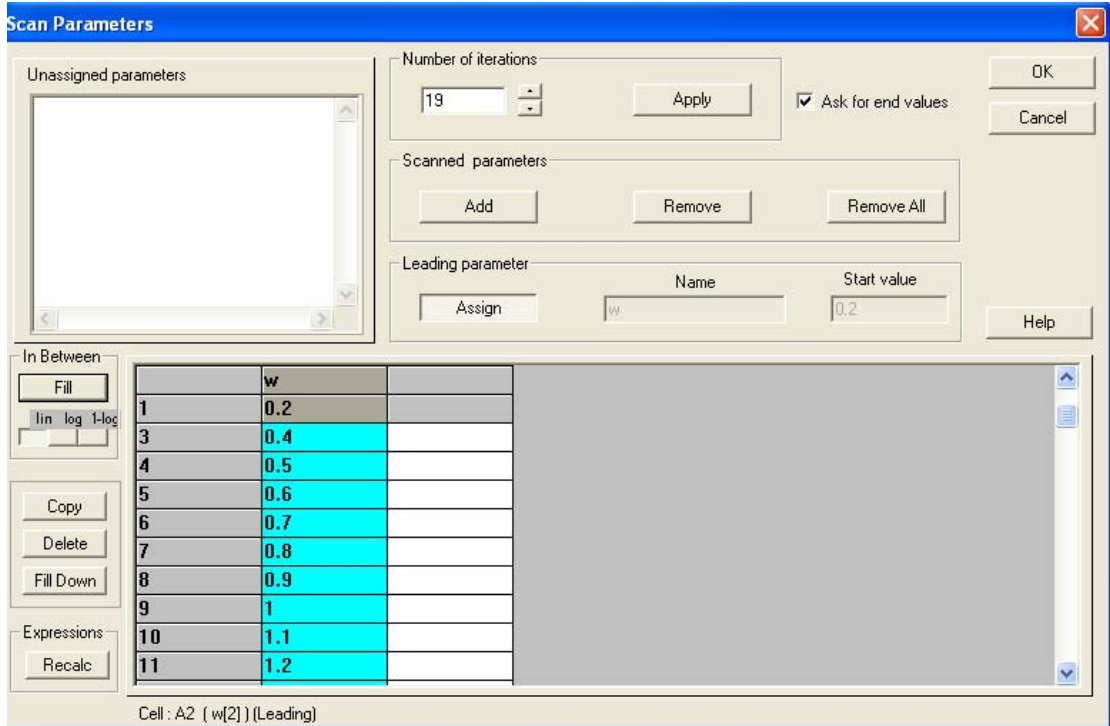 Scan Parameters
Unassigned parameters
Number of iterations
19
Apply
Ask for end values
OK
Cancel
Scanned parameters
Add
Remove
Remove All
Leading parameter
Name
Start value
Assign
w
0.2
Help
In Between
Fill
lin log 1-log
w
1 0.2
3 0.4
4 0.5
5 0.6
6 0.7
7 0.8
8 0.9
9 1
10 1.1
11 1.2
Copy
Delete
Fill Down
Expressions
Recalc
Cell : A2 ( w[2] ) (Leading)